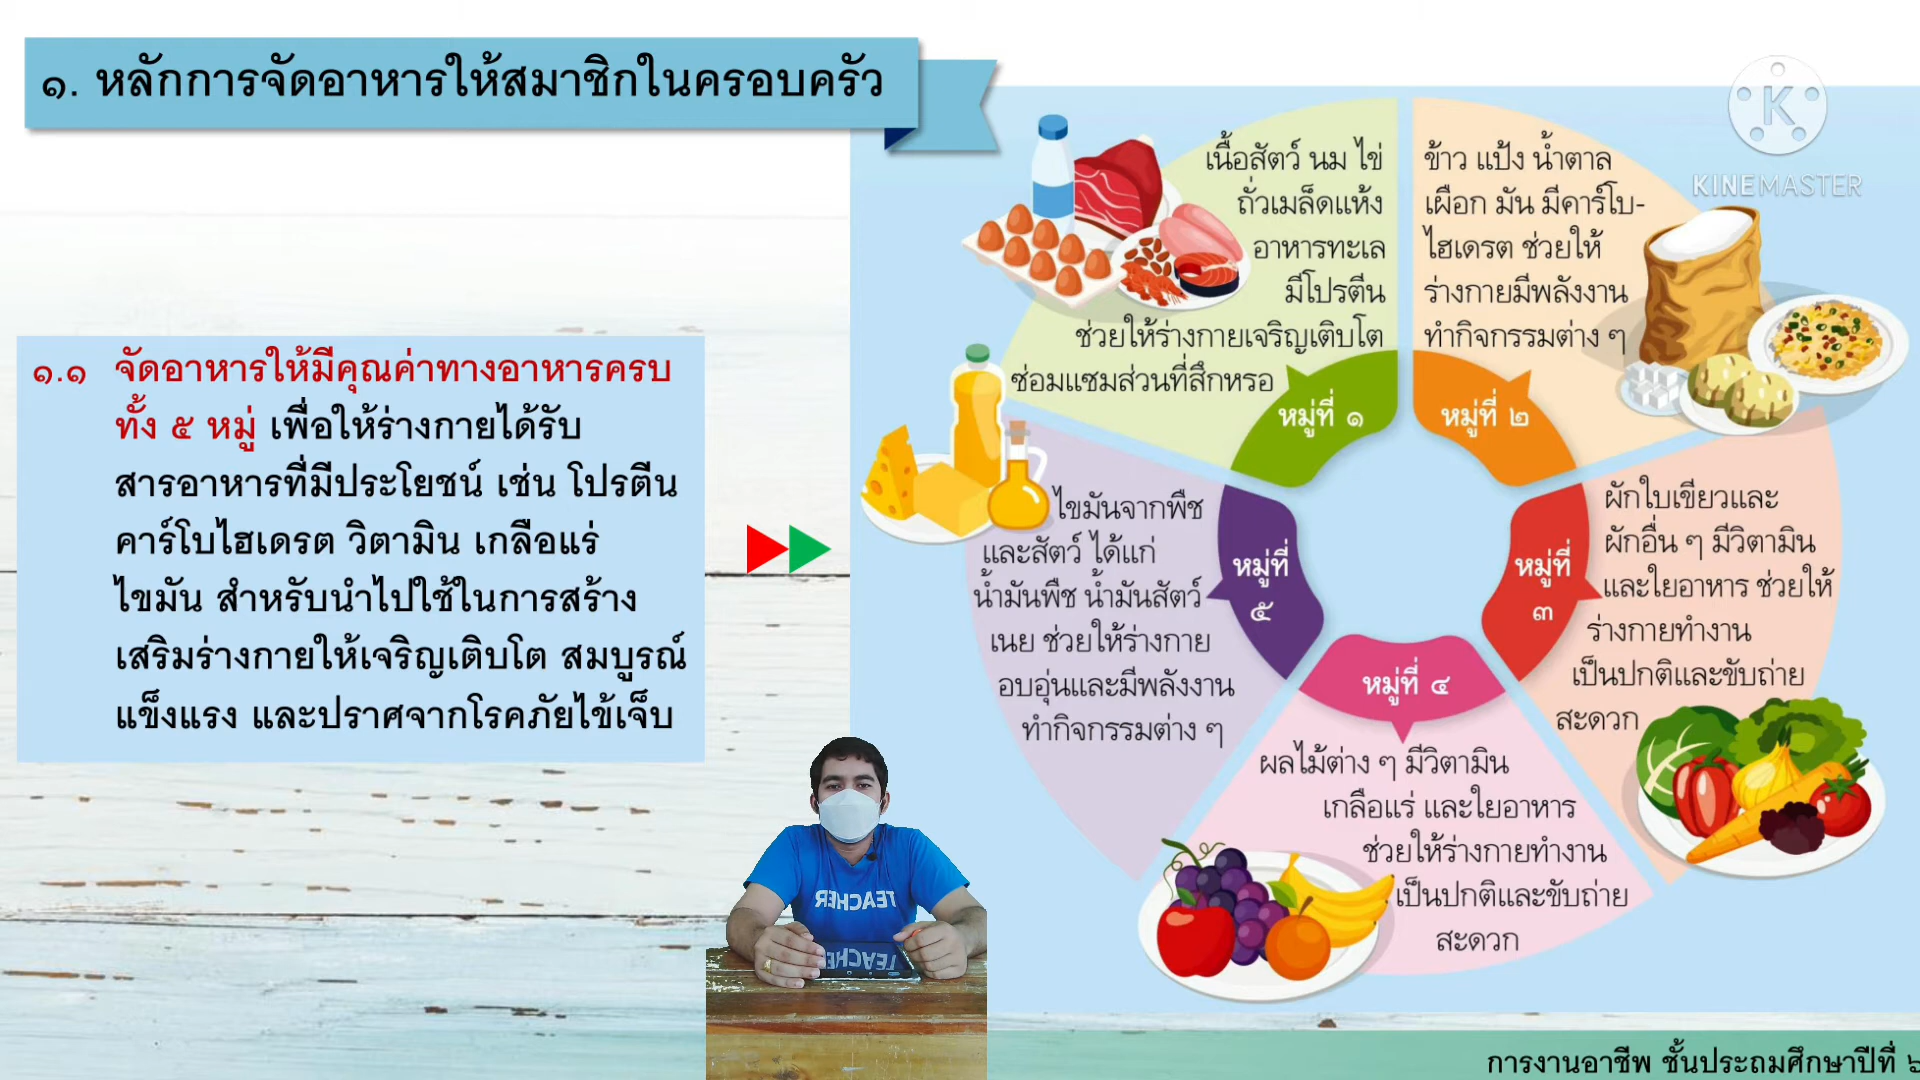 ๑. หลักการจัดอาหารให้สมาชิกในครอบครัว
๑.๑ จัดอาหารให้มีคุณค่าทางอาหารครบ
ทั้ง ๕ หมู่ เพื่อให้ร่างกายได้รับ
สารอาหารที่มีประโยชน์ เช่น โปรตีน
คาร์โบไฮเดรต วิตามิน เกลือแร่
ไขมัน สำหรับนำไปใช้ในการสร้าง
เสริมร่างกายให้เจริญเติบโต สมบูรณ์
แข็งแรง และปราศจากโรคภัยไข้เจ็บ
เนื้อสัตว์ นม ไข่
ถั่วเมล็ดแห้ง
อาหารทะเล
มีโปรตีน
ช่วยให้ร่างกายเจริญเติบโต
ซ่อมแซมส่วนที่สึกหรอ
หมู่ที่ ๑
ข้าว แป้ง น้ำตาล
เผือก มัน มีคาร์โบ-
ไฮเดรต ช่วยให้
ร่างกายมีพลังงาน
ทำกิจกรรมต่าง ๆ
หมู่ที่ ๒
ผักใบเขียวและ
ผักอื่น ๆ มีวิตามิน
และใยอาหาร ช่วยให้
ร่างกายทำงาน
เป็นปกติและขับถ่าย
สะดวก
หมู่ที่
๓
หมู่ที่ ๔
ผลไม้ต่าง ๆ มีวิตามิน
เกลือแร่ และใยอาหาร
ช่วยให้ร่างกายทำงาน
เป็นปกติและขับถ่าย
สะดวก
ไขมันจากพืช
และสัตว์ ได้แก่
น้ำมันพืช น้ำมันสัตว์
เนย ช่วยให้ร่างกาย
อบอุ่นและมีพลังงาน
ทำกิจกรรมต่าง ๆ
หมู่ที่
๕
K
KINEMASTER
TEACHER
TEACHER
การงานอาชีพ ชั้นประถมศึกษาปีที่ ๖